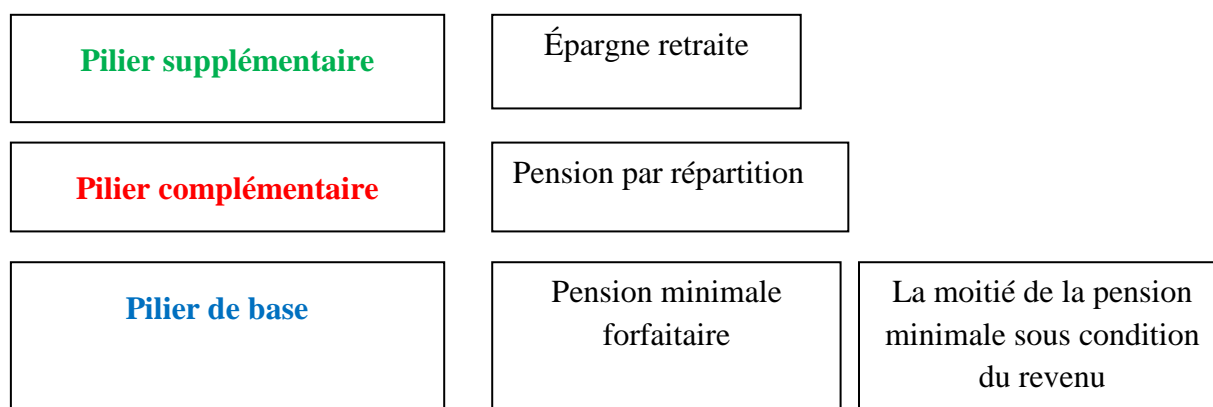 Pilier supplémentaire
Épargne retraite
Pilier complémentaire
Pension par répartition
Pilier de base
Pension minimale
forfaitaire
La moitié de la pension
minimale sous condition
du revenu